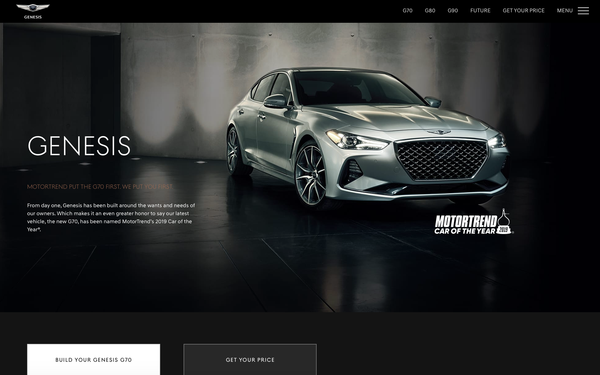 GENESIS
G70 G80 G90 FUTURE GET YOUR PRICE MENU
GENESIS
MOTORTREND PUT THE G70 FIRST. WE PUT YOU FIRST.
From day one, Genesis has been built around the wants and needs of
our owners. Which makes it an even greater honor to say our latest
vehicle, the new G70, has been named MotorTrend's 2019 Car of the
Year®.
MOTORTREND
CAR OF THE YEAR
2019
BUILD YOUR GENESIS G70
GET YOUR PRICE